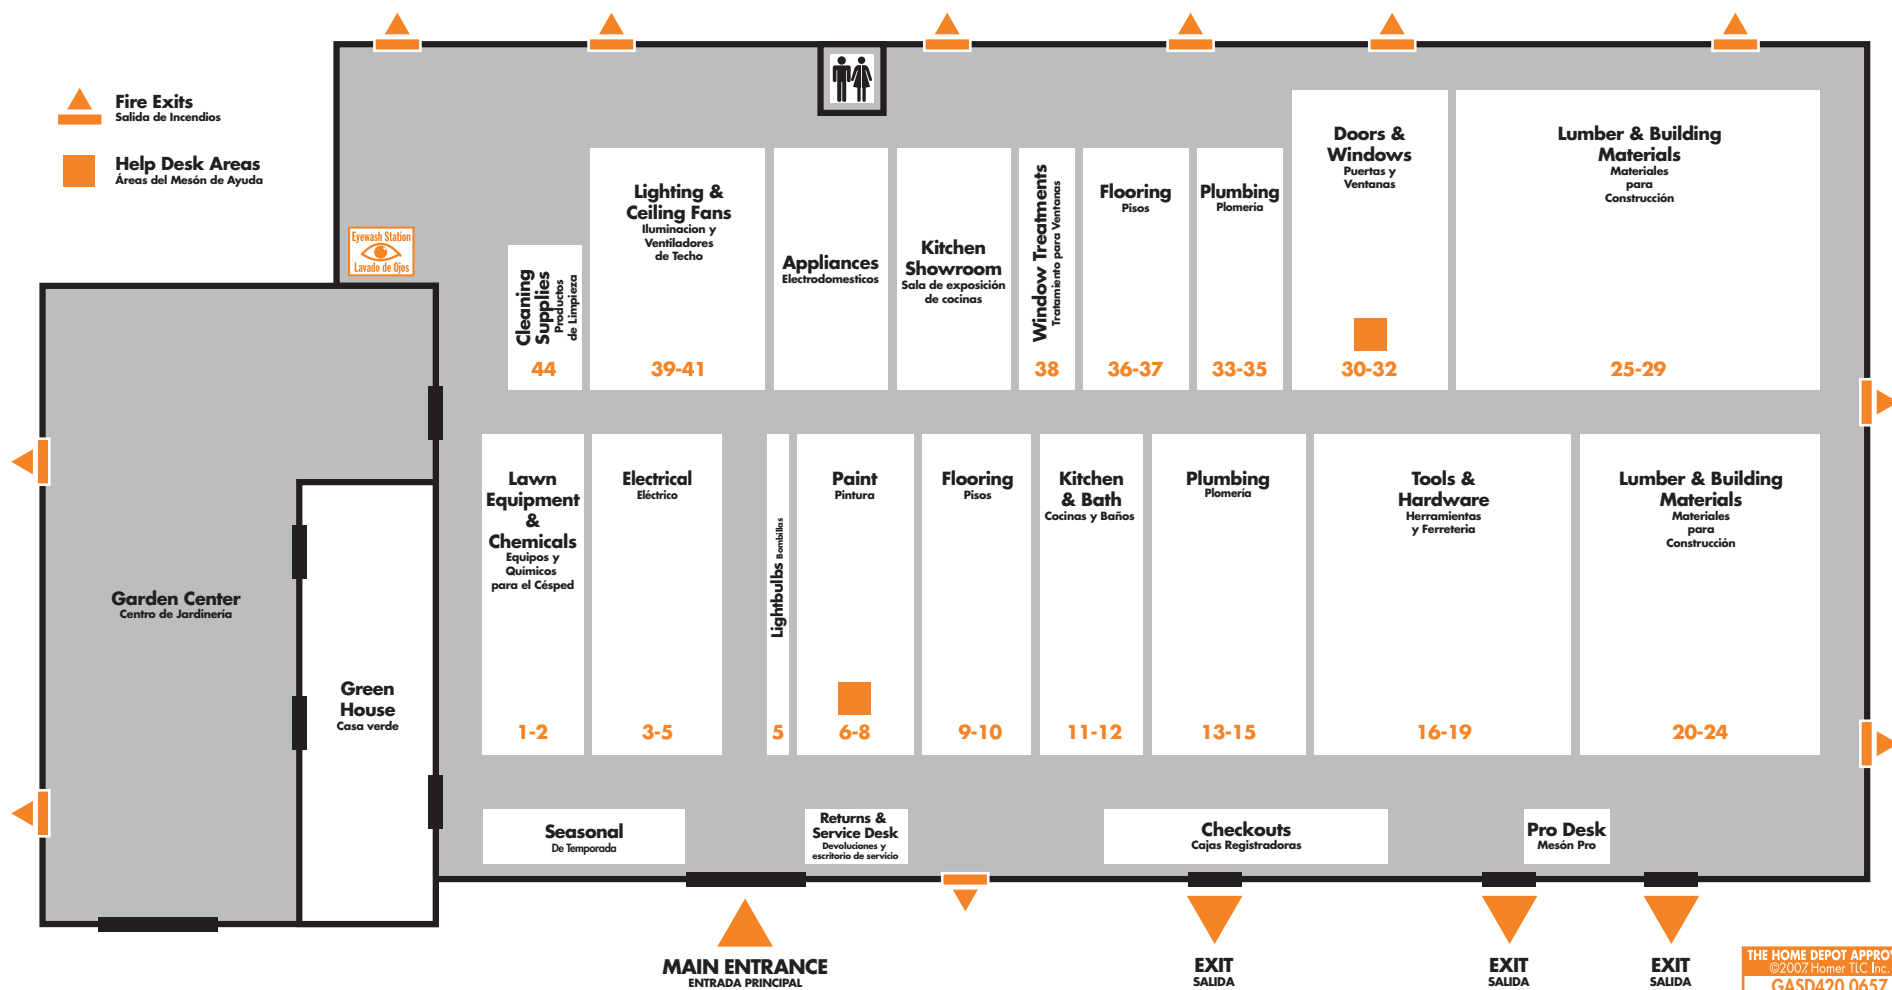 Fire Exits
Salida de Incendios
Help Desk Areas
Áreas del Mesón de Ayuda
Eyewash Station
Lavado de Ojos
Cleaning
Supplies
Productos
de Limpieza
44
Lighting &
Ceiling Fans
Iluminacion y
Ventiladores
de Techo
39-41
Appliances
Electrodomesticos
Kitchen
Showroom
Sala de exposición
de cocinas
Window Treatments
Tratamiento para Ventanas
38
Flooring
Pisos
36-37
Plumbing
Plomería
33-35
Doors &
Windows
Puertas y
Ventanas
30-32
Lumber & Building
Materials
Materiales
para
Construcción
25-29
Garden Center
Centro de Jardinería
Green
House
Casa verde
Lawn
Equipment
&
Chemicals
Equipos y
Químicos
para el Césped
1-2
Electrical
Eléctrico
3-5
Lightbulbs Bombillas
5
Paint
Pintura
6-8
Flooring
Pisos
9-10
Kitchen
& Bath
Cocinas y Baños
11-12
Plumbing
Plomería
13-15
Tools &
Hardware
Herramientas
y Ferreteria
16-19
Lumber & Building
Materials
Materiales
para
Construcción
20-24
Seasonal
De Temporada
Returns &
Service Desk
Devoluciones y
escritorio de servicio
Checkouts
Cajas Registradoras
Pro Desk
Mesón Pro
MAIN ENTRANCE
ENTRADA PRINCIPAL
EXIT
SALIDA
EXIT
SALIDA
EXIT
SALIDA
THE HOME DEPOT
©2007, Homer TLC Inc.
GASD420 0657